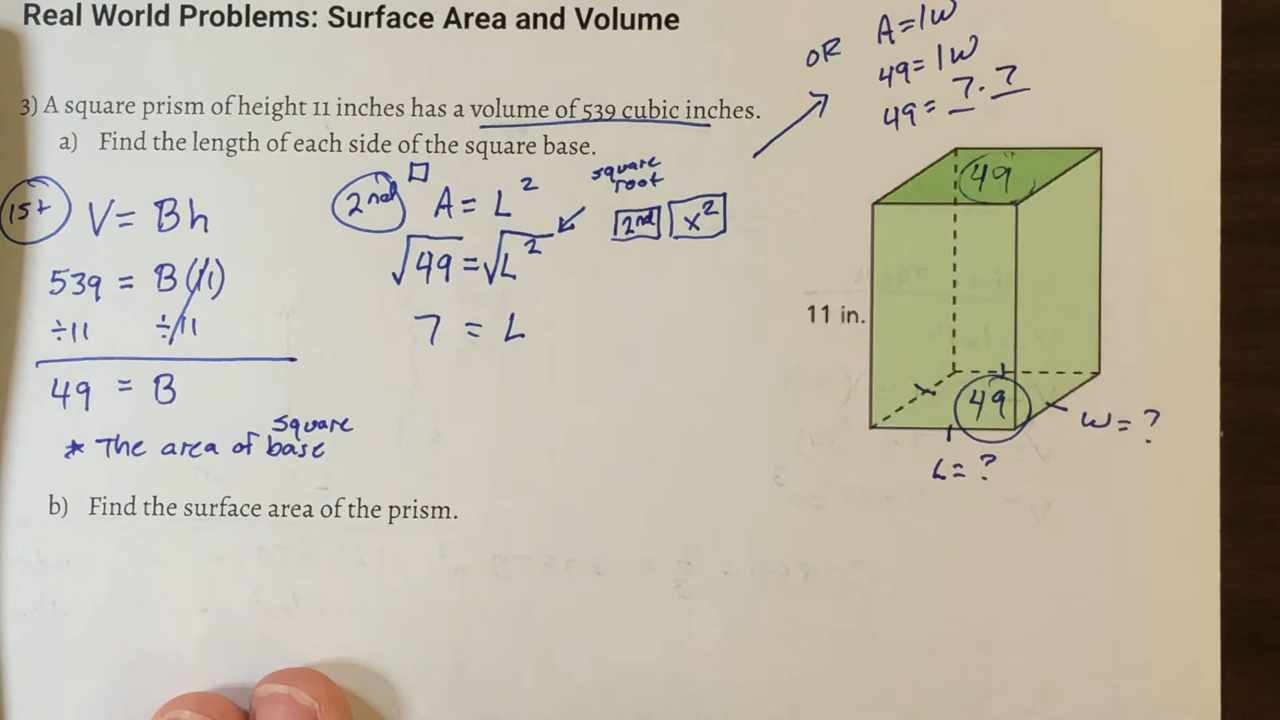 Real World Problems: Surface Area and Volume
OR A=lW
49=lW
49= 7 · 7
3) A square prism of height 11 inches has a volume of 539 cubic inches.
a) Find the length of each side of the square base.
1st V= Bh
539 = B(11)
÷11 ÷11
49 = B
* The area of square base
2nd A= L²
√49 = √L²
7 = L
square
root
2nd x²
49
11 in.
49
W=?
L=?
b) Find the surface area of the prism.